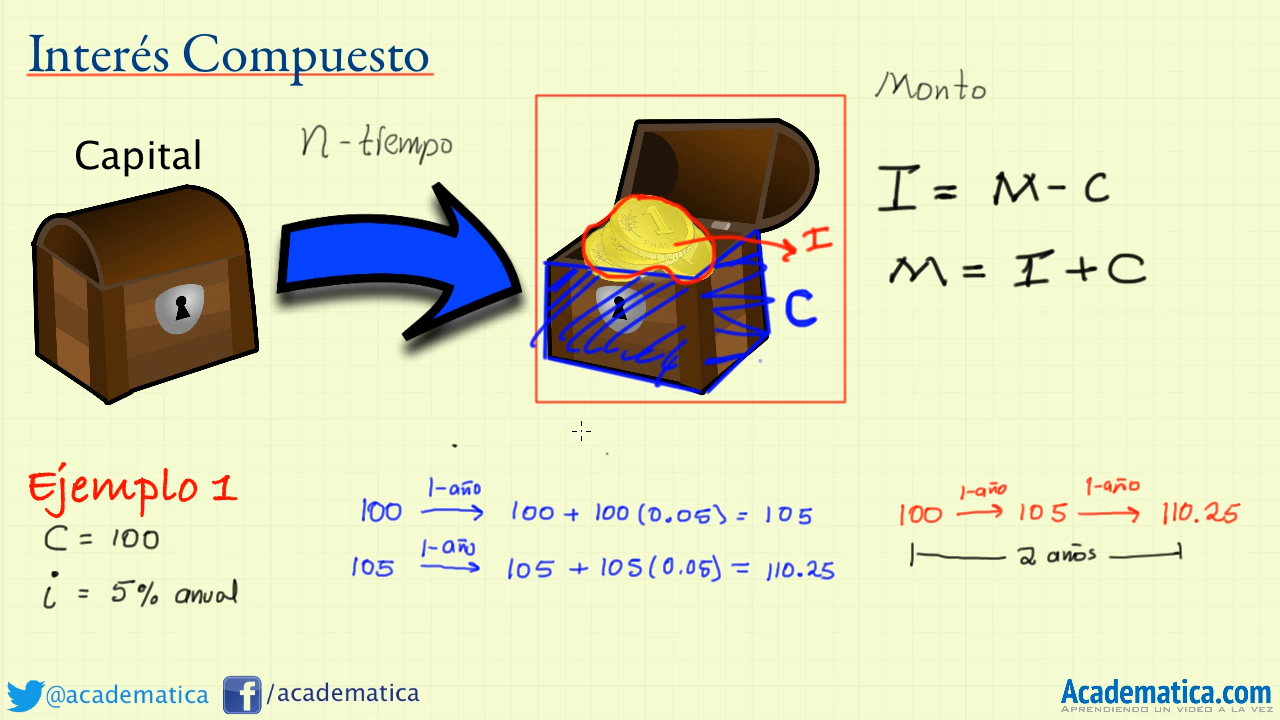 Interés Compuesto
Capital
n - tiempo
1
I
C
Monto
I = M - C
M = I + C
Ejemplo 1
C = 100
i = 5% anual
1-año
100 → 100 + 100(0.05) = 105
1-año
105 → 105 + 105(0.05) = 110.25
1-año 1-año
100 → 105 → 110.25
2 años
@academatica
f /academatica
Academatica.com
APRENDIENDO UN VIDEO A LA VEZ